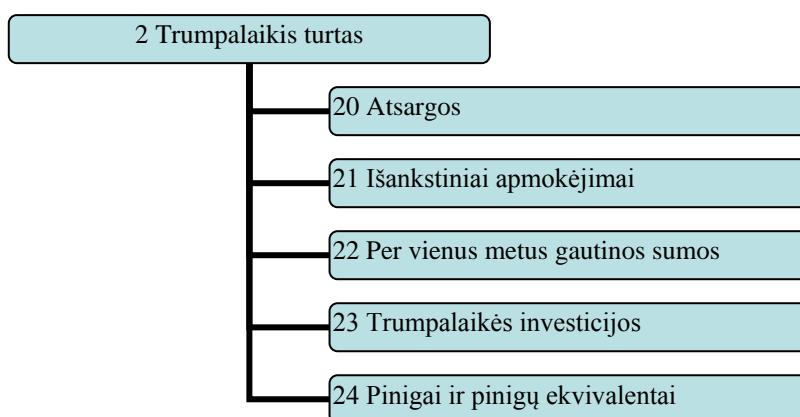 2 Trumpalaikis turtas
20 Atsargos
21 Išankstiniai apmokėjimai
22 Per vienus metus gautinos sumos
23 Trumpalaikės investicijos
24 Pinigai ir pinigų ekvivalentai